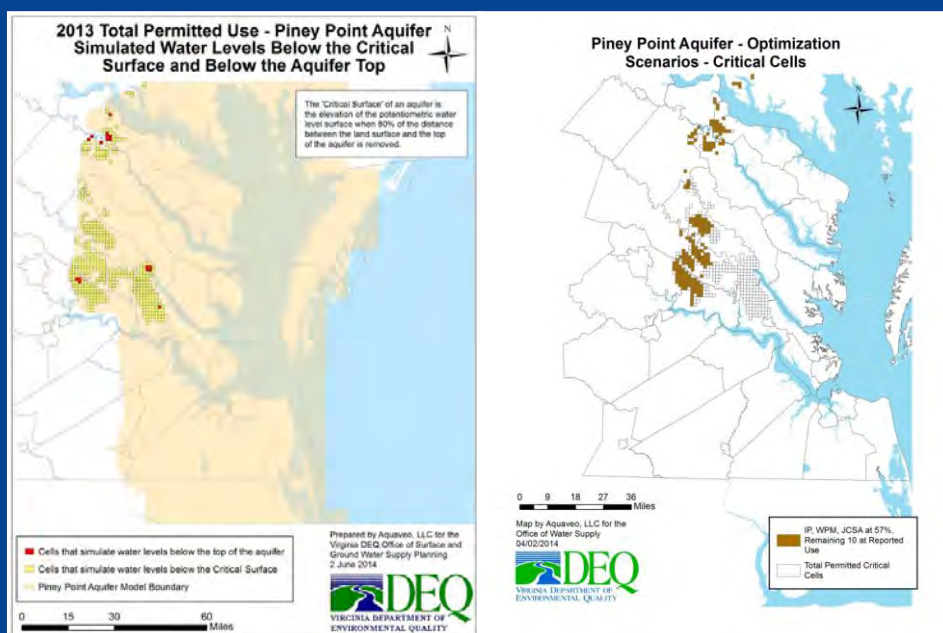 2013 Total Permitted Use - Piney Point Aquifer
Simulated Water Levels Below the Critical
Surface and Below the Aquifer Top
N
The 'Critical Surface' of an aquifer is
the elevation of the potentiometric water
level surface when 80% of the distance
between the land surface and the top
of the aquifer is removed.
Cells that simulate water levels below the top of the aquifer
Cells that simulate water levels below the Critical Surface
Piney Point Aquifer Model Boundary
0 15 30 60
Miles
Prepared by Aquaveo, LLC for the
Virginia DEQ Office of Surface and
Ground Water Supply Planning
2 June 2014
DEQ
VIRGINIA DEPARTMENT OF
ENVIRONMENTAL QUALITY
Piney Point Aquifer - Optimization
Scenarios - Critical Cells
N
0 9 18 27 36
Miles
Map by Aquaveo, LLC for the
Office of Water Supply
04/02/2014
DEQ
VIRGINIA DEPARTMENT OF
ENVIRONMENTAL QUALITY
IP, WPM, JCSA at 57%,
Remaining 10 at Reported
Use
Total Permitted Critical
Cells